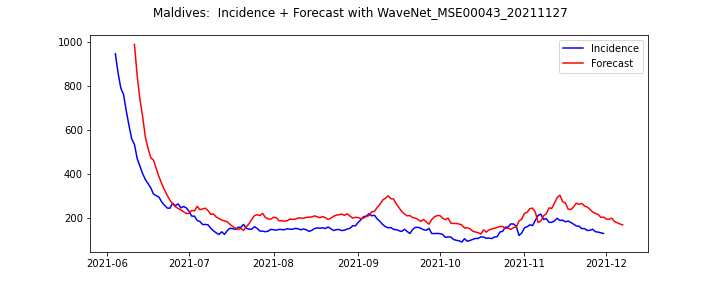 Maldives:  Incidence + Forecast with WaveNet_MSE00043_20211127
Incidence
Forecast
1000
800
600
400
200
2021-06 2021-07 2021-08 2021-09 2021-10 2021-11 2021-12